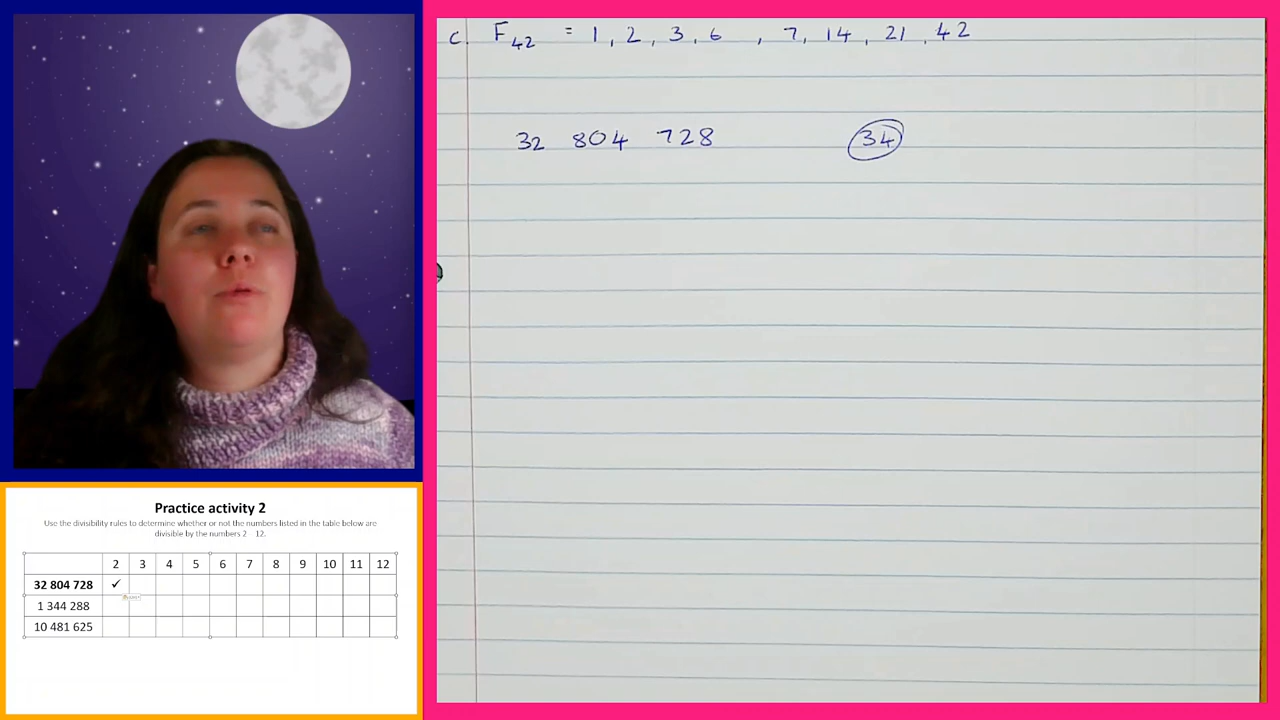 c. F42 = 1, 2, 3, 6, 7, 14, 21, 42
32 804 728 34
Practice activity 2
Use the divisibility rules to determine whether or not the numbers listed in the table below are
divisible by the numbers 2 12.
2 3 4 5 6 7 8 9 10 11 12
32 804 728 ✓
1 344 288
10 481 625